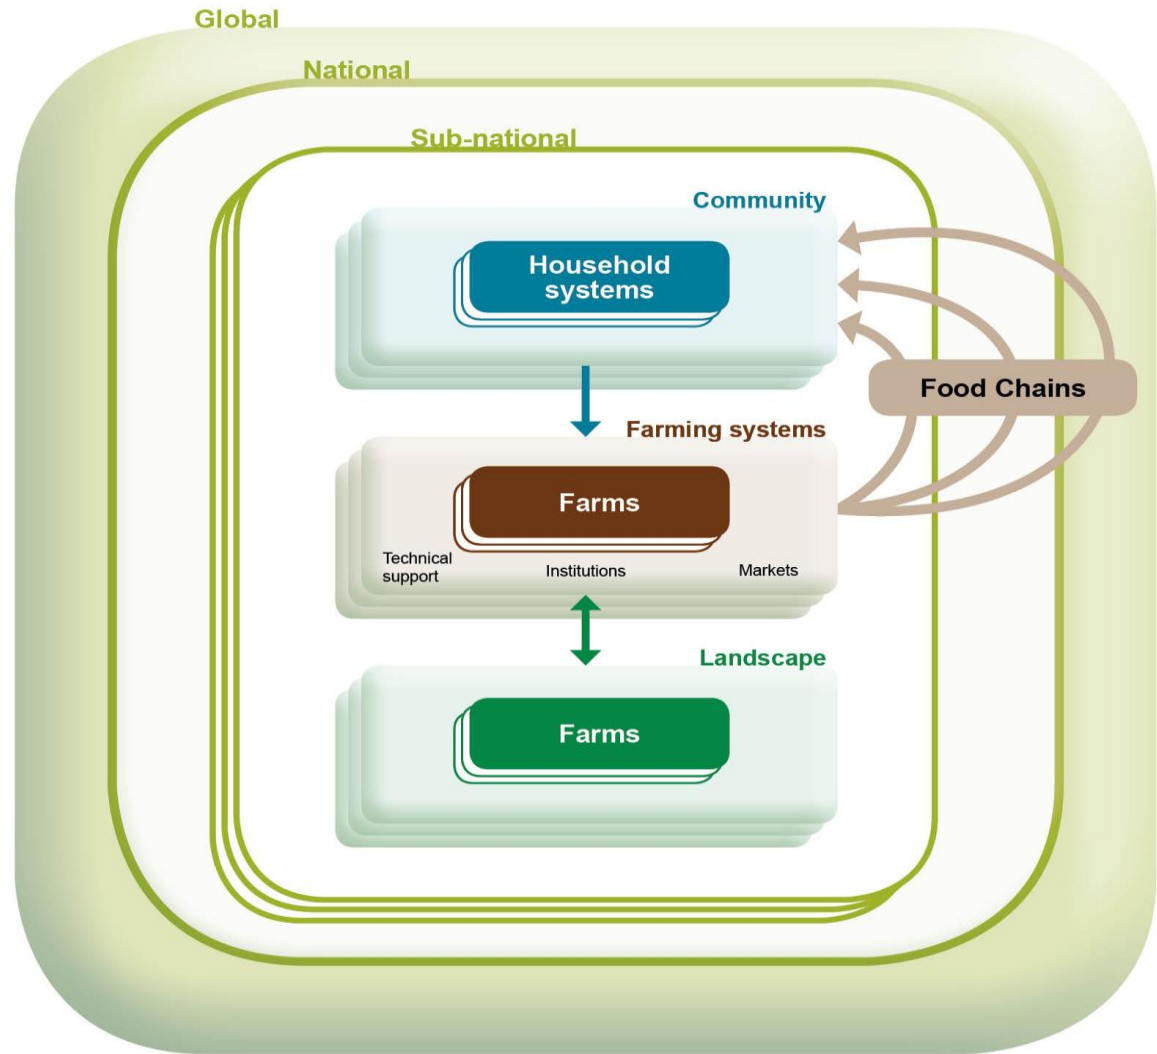 Global
National
Sub-national
Community
Household
systems
Food Chains
Farming systems
Farms
Technical
support
Institutions
Markets
Landscape
Farms